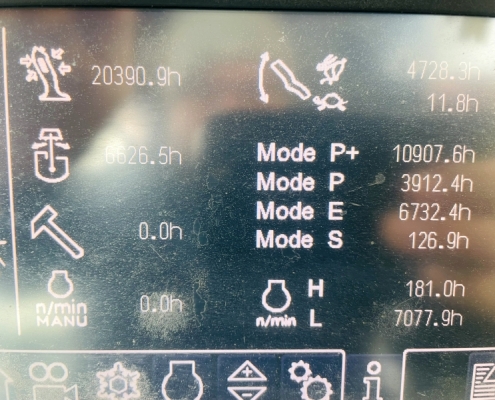 20390.9h
4728.3h
11.8h
6626.5h
Mode P+ 10907.6h
Mode P 3912.4h
Mode E 6732.4h
Mode S 126.9h
0.0h
n/min
MANU
0.0h
n/min
H 181.0h
L 7077.9h